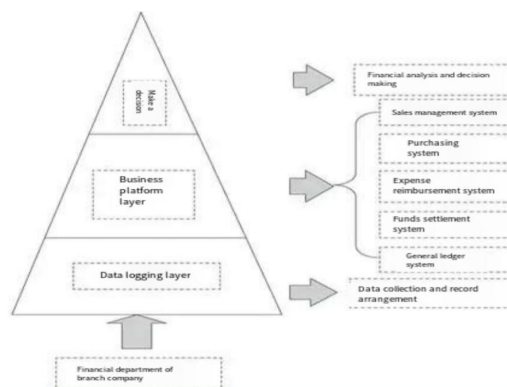 Make a
decision
Business
platform
layer
Data logging layer
Financial department of
branch company
Financial analysis and decision
making
Sales management system
Purchasing
system
Expense
reimbursement system
Funds settlement
system
General ledger
system
Data collection and record
arrangement